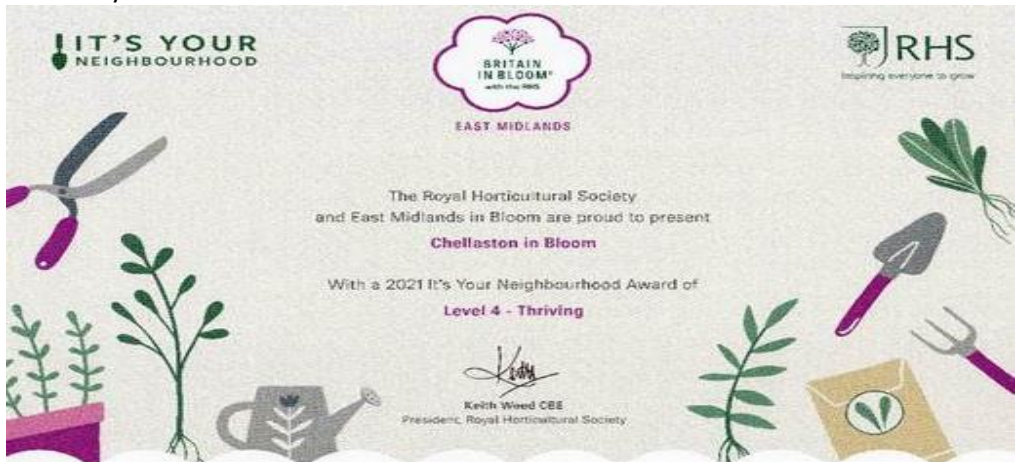 IT'S YOUR
NEIGHBOURHOOD
BRITAIN
IN BLOOM®
with the RHS
EAST MIDLANDS
RHS
Inspiring everyone to grow
The Royal Horticultural Society
and East Midlands in Bloom are proud to present
Chellaston in Bloom
With a 2021 It's Your Neighbourhood Award of
Level 4 - Thriving
Keith Weed CBE
President, Royal Horticultural Society